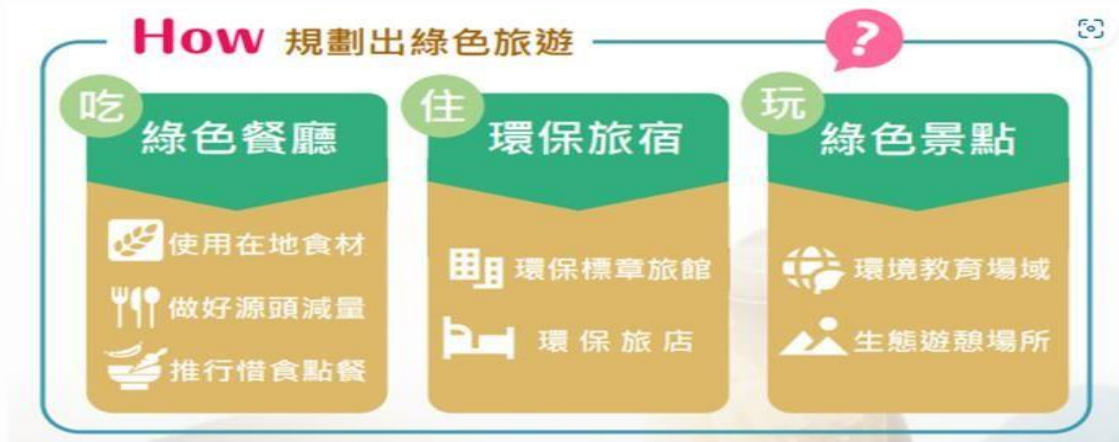 How 規劃出綠色旅遊
?
吃
綠色餐廳
使用在地食材
做好源頭減量
推行惜食點餐
住
環保旅宿
環保標章旅館
環保旅店
玩
綠色景點
環境教育場域
生態遊憩場所